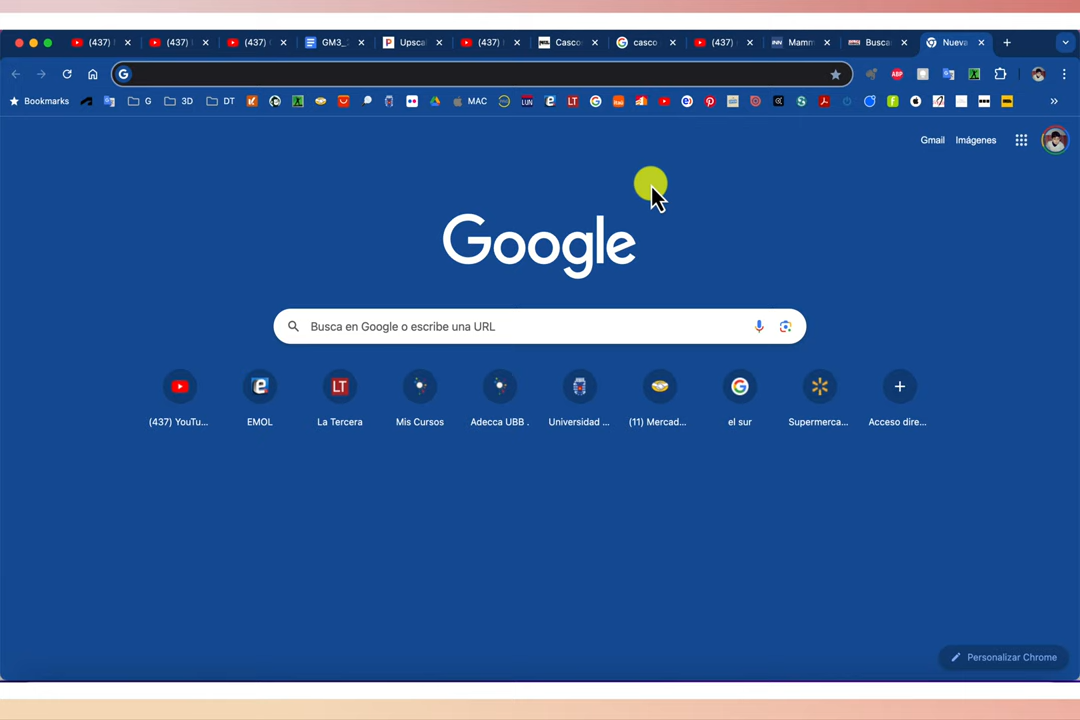 (437) (437) (437) GM3_ Upsca (437) Casco casco (437) Mamm Busca Nueva
Bookmarks G 3D DT MAC LUN LT
Gmail Imágenes
Google
Busca en Google o escribe una URL
(437) YouTu... EMOL La Tercera Mis Cursos Adecca UBB . Universidad ... (11) Mercad... el sur Supermerca... Acceso dire...
Personalizar Chrome